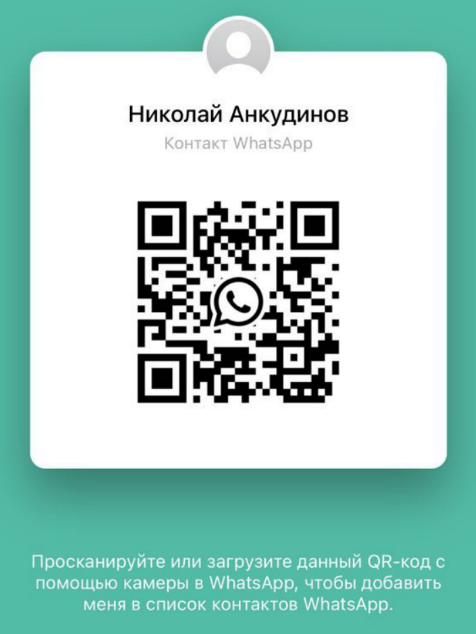 Николай Анкудинов
Контакт WhatsApp
Просканируйте или загрузите данный QR-код с
помощью камеры в WhatsApp, чтобы добавить
меня в список контактов WhatsApp.